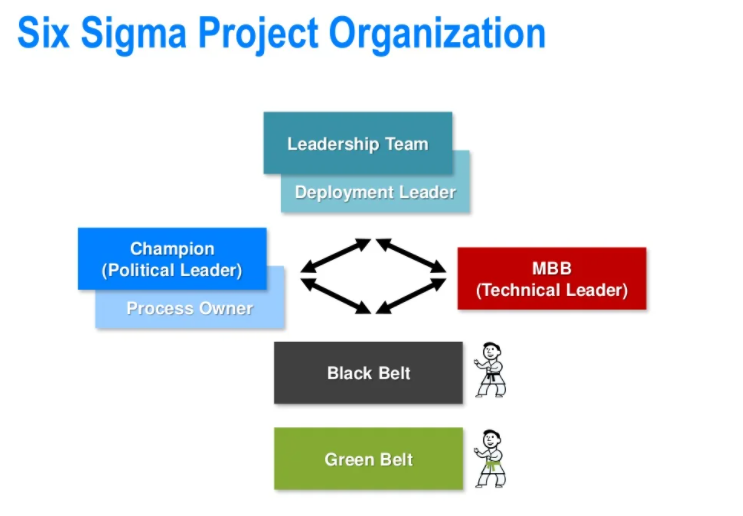 Six Sigma Project Organization
Leadership Team
Deployment Leader
Champion
(Political Leader)
Process Owner
MBB
(Technical Leader)
Black Belt
Green Belt